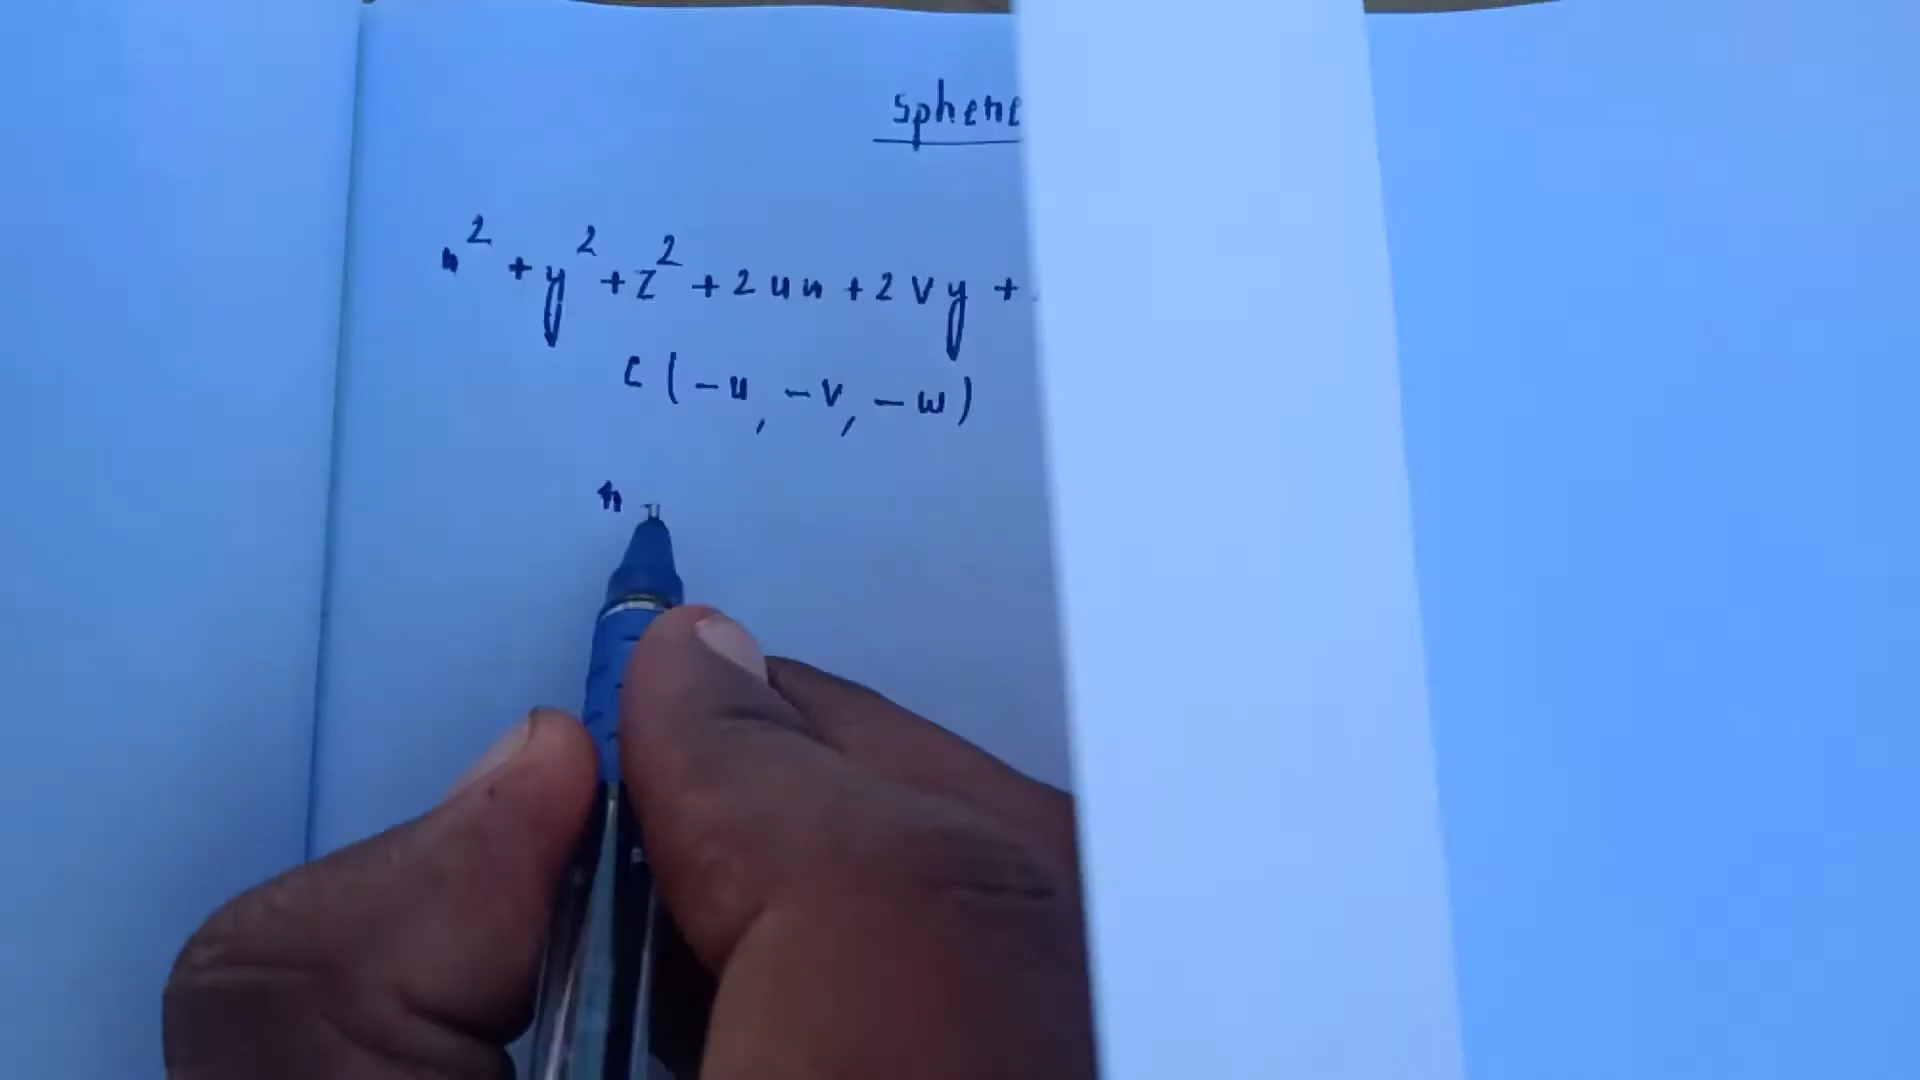 Sphere
x² + y² + z² + 2ux + 2vy +
C (-u, -v, -w)
r